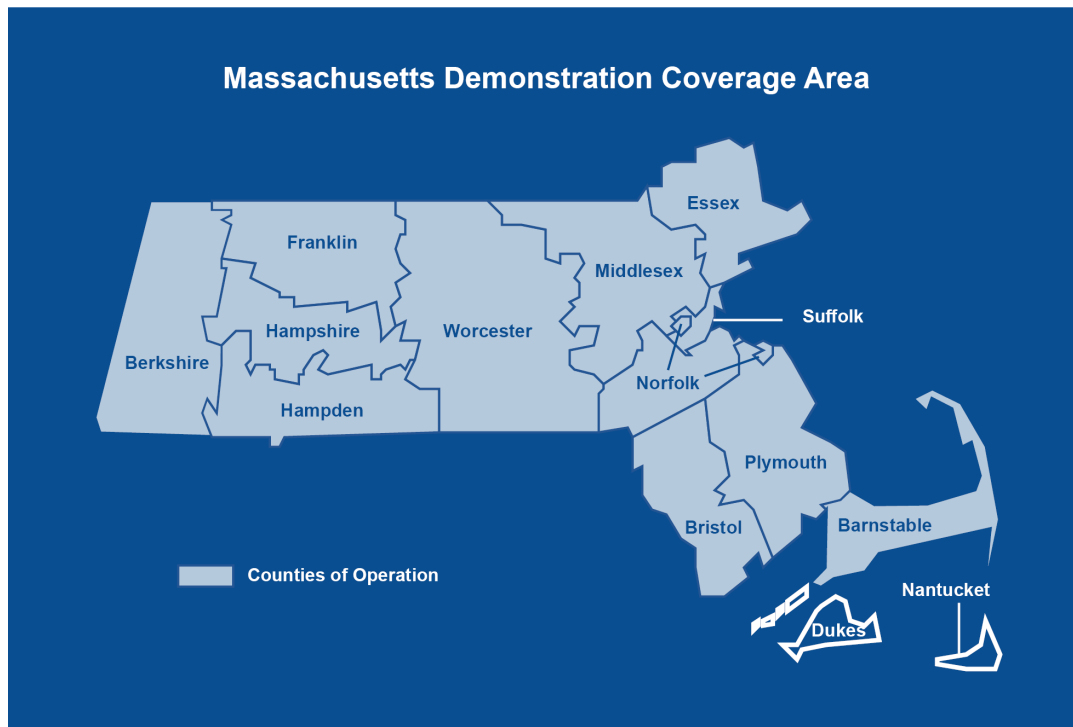 Massachusetts Demonstration Coverage Area
Essex
Franklin
Middlesex
Suffolk
Hampshire
Worcester
Berkshire
Norfolk
Hampden
Plymouth
Barnstable
Bristol
Counties of Operation
Nantucket
Dukes